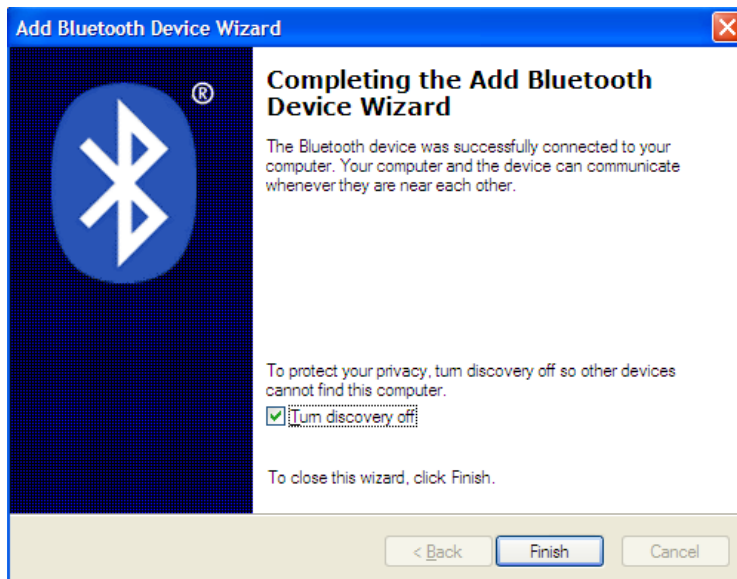 Add Bluetooth Device Wizard
®
Completing the Add Bluetooth
Device Wizard
The Bluetooth device was successfully connected to your
computer. Your computer and the device can communicate
whenever they are near each other.
To protect your privacy, turn discovery off so other devices
cannot find this computer.
Turn discovery off
To close this wizard, click Finish.
< Back Finish Cancel